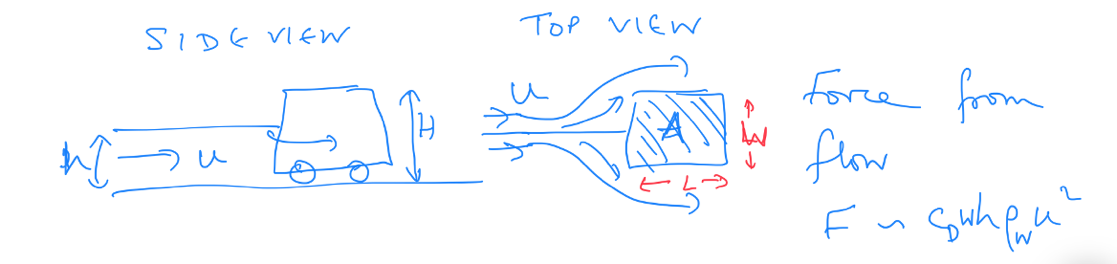 SIDE VIEW
TOP VIEW
h
u
H
u
A
W
L
Force from
flow
F ~ C_D W h ρ_w u²